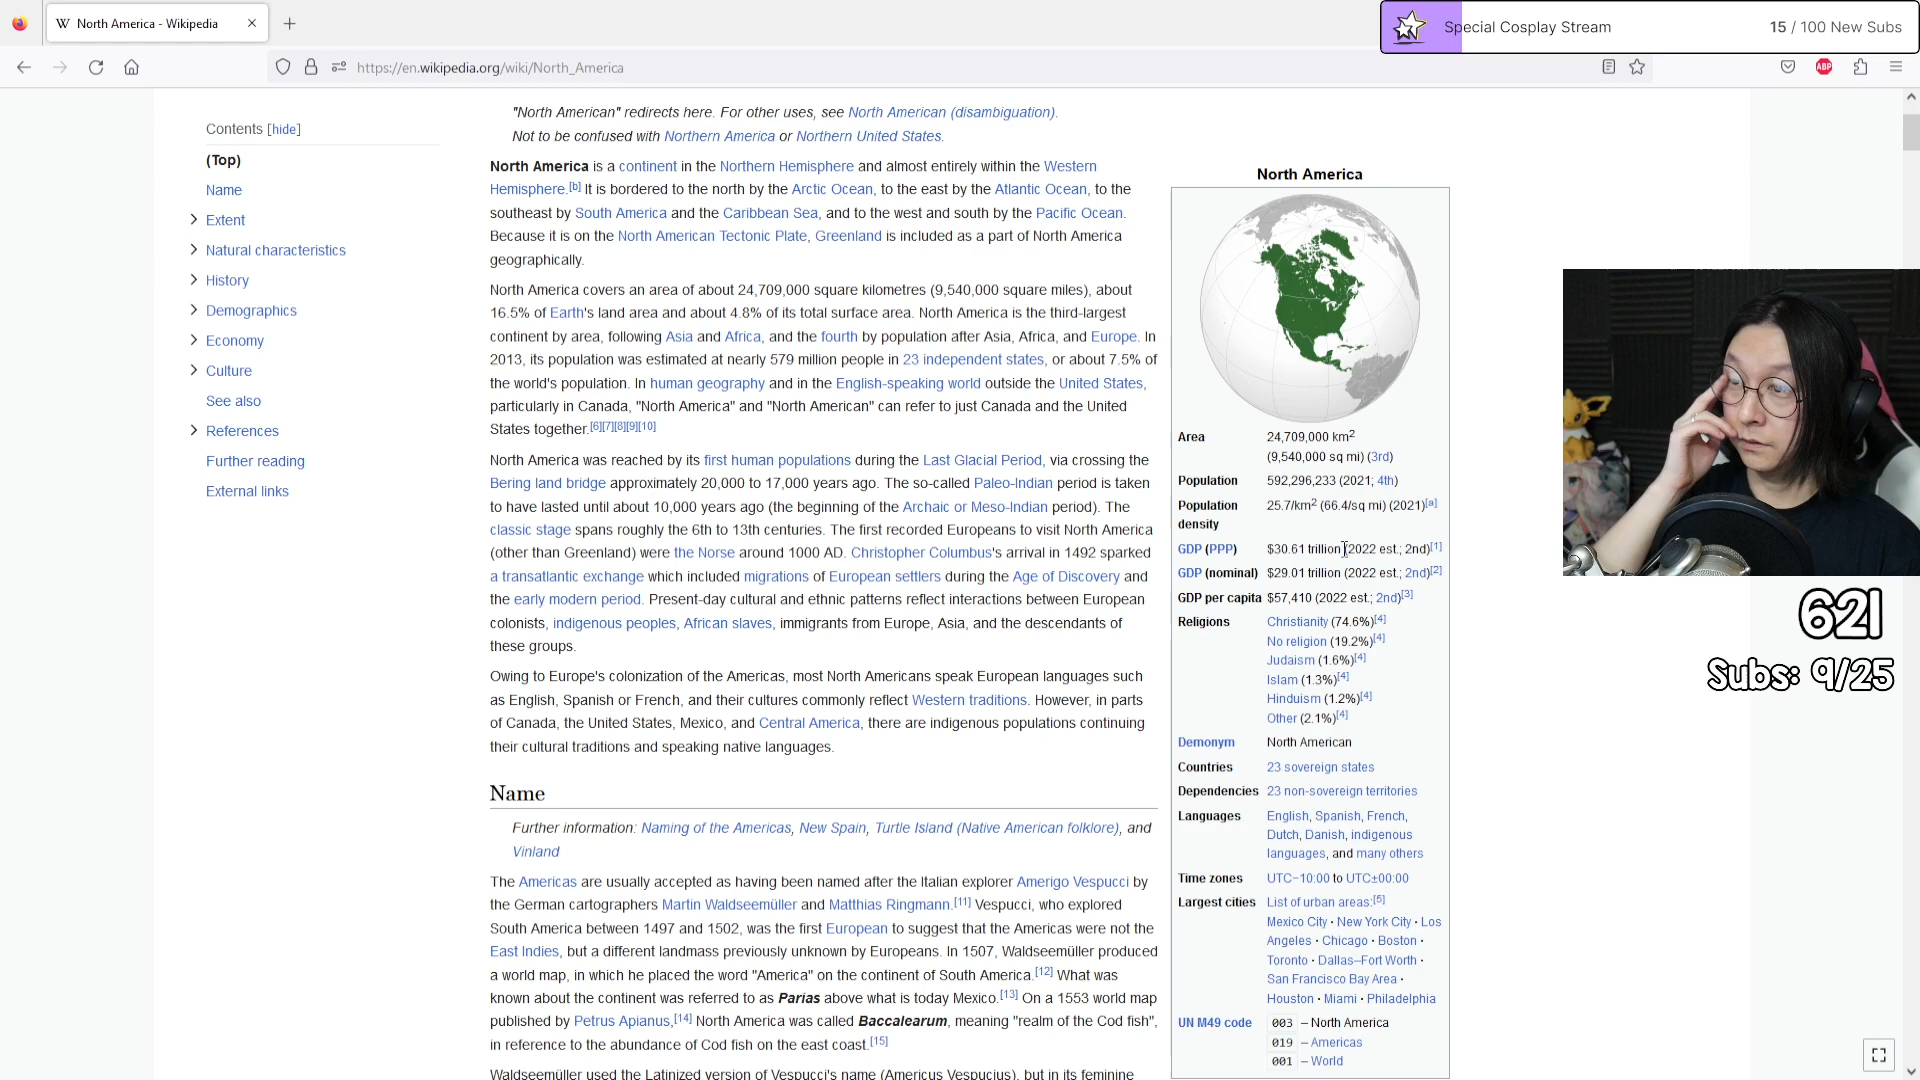 North America - Wikipedia
Special Cosplay Stream
15 / 100 New Subs
https://en.wikipedia.org/wiki/North_America
ABP
Contents [hide]
(Top)
Name
Extent
Natural characteristics
History
Demographics
Economy
Culture
See also
References
Further reading
External links
"North American" redirects here. For other uses, see North American (disambiguation).
Not to be confused with Northern America or Northern United States.
North America is a continent in the Northern Hemisphere and almost entirely within the Western
Hemisphere.[b] It is bordered to the north by the Arctic Ocean, to the east by the Atlantic Ocean, to the
southeast by South America and the Caribbean Sea, and to the west and south by the Pacific Ocean.
Because it is on the North American Tectonic Plate, Greenland is included as a part of North America
geographically.
North America covers an area of about 24,709,000 square kilometres (9,540,000 square miles), about
16.5% of Earth's land area and about 4.8% of its total surface area. North America is the third-largest
continent by area, following Asia and Africa, and the fourth by population after Asia, Africa, and Europe. In
2013, its population was estimated at nearly 579 million people in 23 independent states, or about 7.5% of
the world's population. In human geography and in the English-speaking world outside the United States,
particularly in Canada, "North America" and "North American" can refer to just Canada and the United
States together.[6][7][8][9][10]
North America was reached by its first human populations during the Last Glacial Period, via crossing the
Bering land bridge approximately 20,000 to 17,000 years ago. The so-called Paleo-Indian period is taken
to have lasted until about 10,000 years ago (the beginning of the Archaic or Meso-Indian period). The
classic stage spans roughly the 6th to 13th centuries. The first recorded Europeans to visit North America
(other than Greenland) were the Norse around 1000 AD. Christopher Columbus's arrival in 1492 sparked
a transatlantic exchange which included migrations of European settlers during the Age of Discovery and
the early modern period. Present-day cultural and ethnic patterns reflect interactions between European
colonists, indigenous peoples, African slaves, immigrants from Europe, Asia, and the descendants of
these groups.
Owing to Europe's colonization of the Americas, most North Americans speak European languages such
as English, Spanish or French, and their cultures commonly reflect Western traditions. However, in parts
of Canada, the United States, Mexico, and Central America, there are indigenous populations continuing
their cultural traditions and speaking native languages.
Name
Further information: Naming of the Americas, New Spain, Turtle Island (Native American folklore), and
Vinland
The Americas are usually accepted as having been named after the Italian explorer Amerigo Vespucci by
the German cartographers Martin Waldseemüller and Matthias Ringmann.[11] Vespucci, who explored
South America between 1497 and 1502, was the first European to suggest that the Americas were not the
East Indies, but a different landmass previously unknown by Europeans. In 1507, Waldseemüller produced
a world map, in which he placed the word "America" on the continent of South America.[12] What was
known about the continent was referred to as Parias above what is today Mexico.[13] On a 1553 world map
published by Petrus Apianus,[14] North America was called Baccalearum, meaning "realm of the Cod fish",
in reference to the abundance of Cod fish on the east coast.[15]
Waldseemüller used the Latinized version of Vespucci's name (Americus Vespucius), but in its feminine
North America
Area 24,709,000 km2
(9,540,000 sq mi) (3rd)
Population 592,296,233 (2021; 4th)
Population density 25.7/km2 (66.4/sq mi) (2021)[a]
GDP (PPP) $30.61 trillion (2022 est.; 2nd)[1]
GDP (nominal) $29.01 trillion (2022 est.; 2nd)[2]
GDP per capita $57,410 (2022 est.; 2nd)[3]
Religions Christianity (74.6%)[4]
No religion (19.2%)[4]
Judaism (1.6%)[4]
Islam (1.3%)[4]
Hinduism (1.2%)[4]
Other (2.1%)[4]
Demonym North American
Countries 23 sovereign states
Dependencies 23 non-sovereign territories
Languages English, Spanish, French,
Dutch, Danish, indigenous
languages, and many others
Time zones UTC−10:00 to UTC±00:00
Largest cities List of urban areas:[5]
Mexico City · New York City · Los
Angeles · Chicago · Boston ·
Toronto · Dallas–Fort Worth ·
San Francisco Bay Area ·
Houston · Miami · Philadelphia
UN M49 code 003 – North America
019 – Americas
001 – World
621
Subs: 9/25